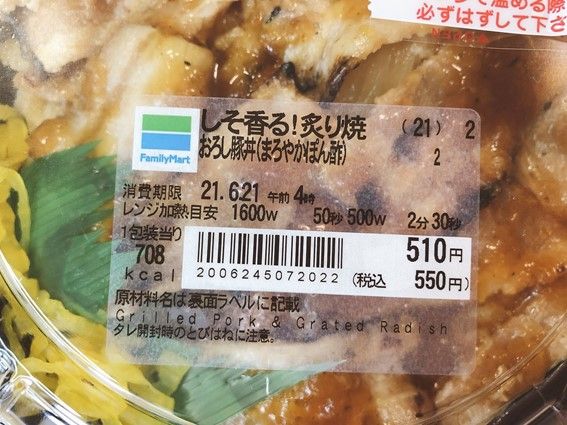 で温める際
必ずはずして下さ
しそ香る!炙り焼 (21) 2
おろし豚丼(まろやかぽん酢) 2
FamilyMart
消費期限 21.6.21 午前4時
レンジ加熱目安 1600W 50秒 500W 2分30秒
1包装当り
708
kcal
510円
2006245072022
(税込 550円)
原材料名は裏面ラベルに記載
Grilled Pork & Grated Radish
タレ開封時のとびはねに注意。